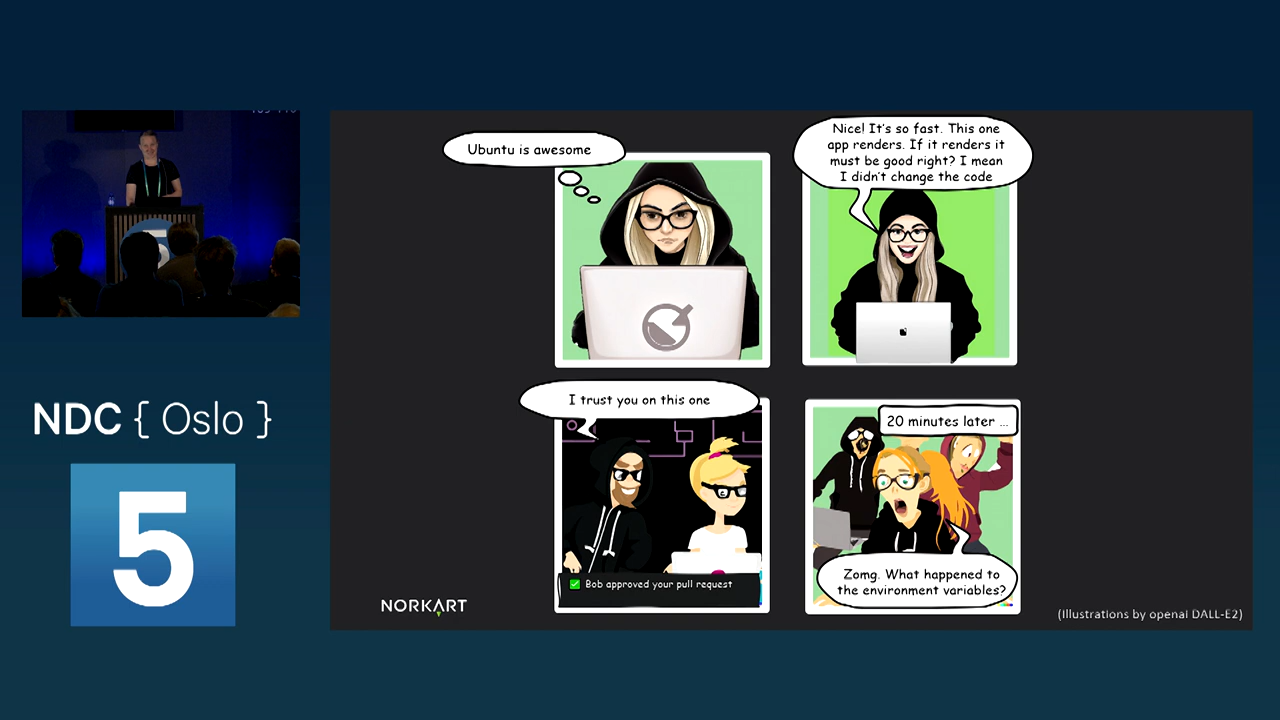 Ubuntu is awesome
Nice! It's so fast. This one
app renders. If it renders it
must be good right? I mean
I didn't change the code
I trust you on this one
20 minutes later ...
Bob approved your pull request
Zomg. What happened to
the environment variables?
NORKART
(Illustrations by openai DALL-E2)
NDC { Oslo }
5